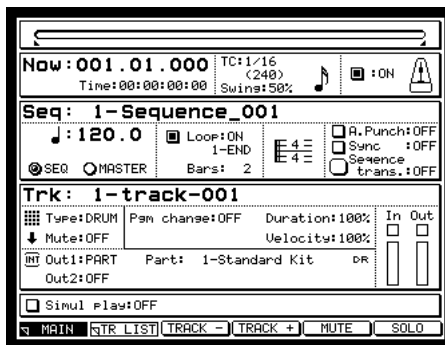 Now:001.01.000 TC:1/16
(240)
Time:00:00:00:00 Swing:50% :ON
Seq: 1-Sequence_001
♩:120.0 Loop:ON A.Punch:OFF
1-END 4 4 Sync :OFF
SEQ MASTER Bars: 2 Seqence trans.:OFF
Trk: 1-track-001
Type:DRUM Pgm change:OFF Duration:100% In Out
Mute:OFF Velocity:100%
INT Out1:PART Part: 1-Standard Kit DR
Out2:OFF
Simul play:OFF
MAIN TR LIST TRACK - TRACK + MUTE SOLO